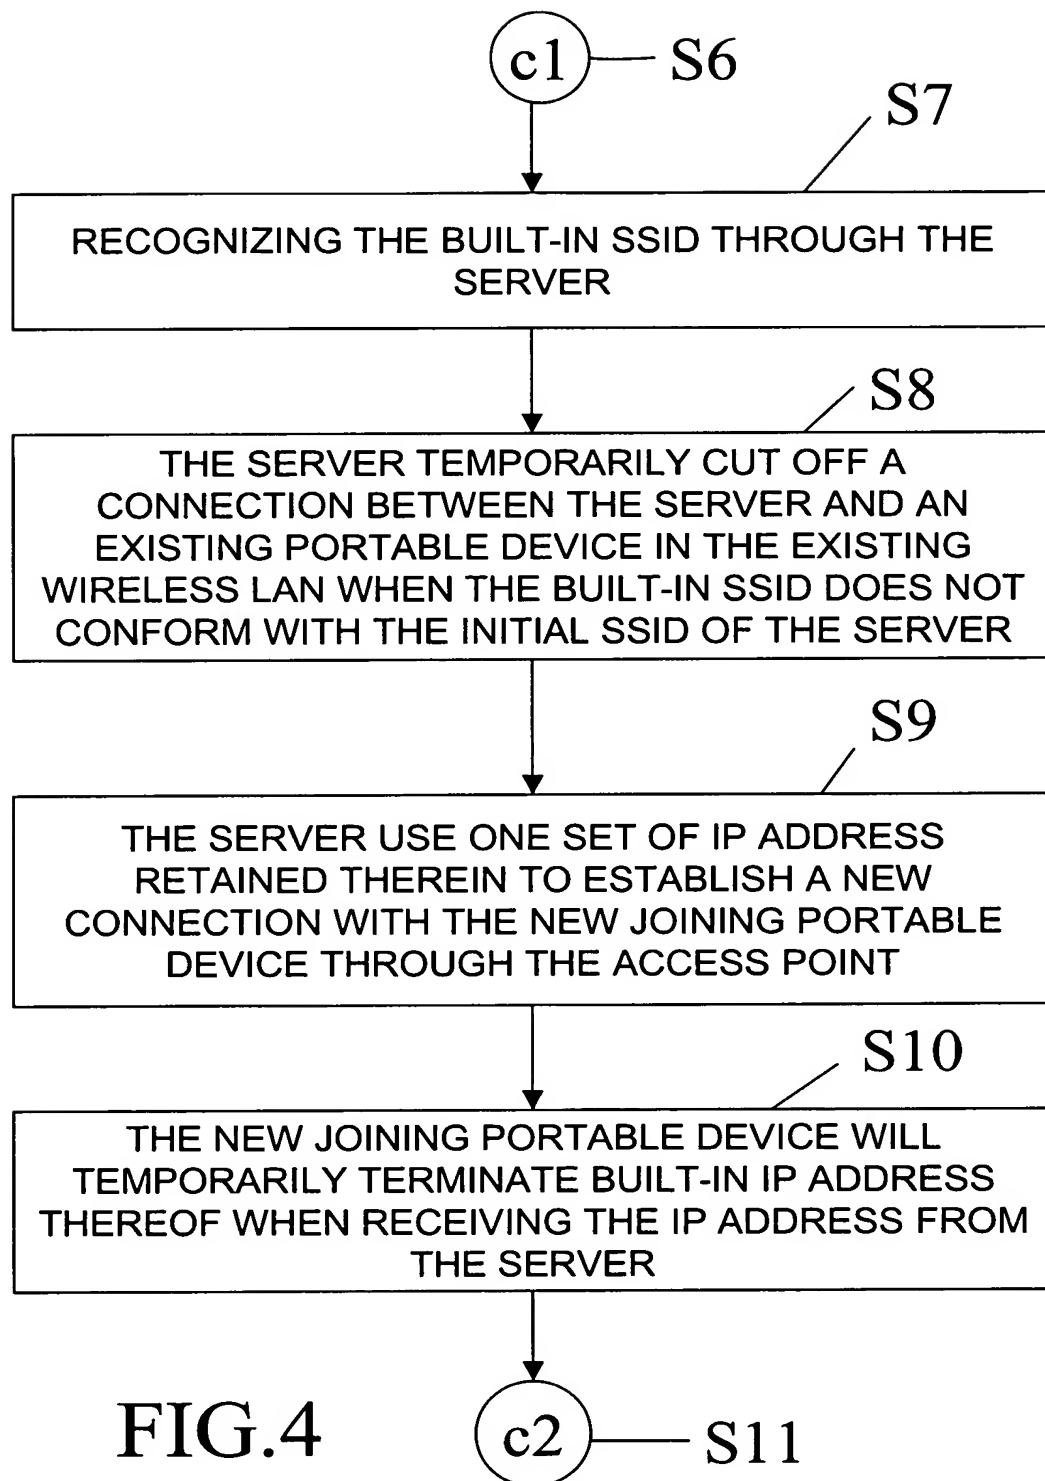 c1 S6
S7
RECOGNIZING THE BUILT-IN SSID THROUGH THE
SERVER
S8
THE SERVER TEMPORARILY CUT OFF A
CONNECTION BETWEEN THE SERVER AND AN
EXISTING PORTABLE DEVICE IN THE EXISTING
WIRELESS LAN WHEN THE BUILT-IN SSID DOES NOT
CONFORM WITH THE INITIAL SSID OF THE SERVER
S9
THE SERVER USE ONE SET OF IP ADDRESS
RETAINED THEREIN TO ESTABLISH A NEW
CONNECTION WITH THE NEW JOINING PORTABLE
DEVICE THROUGH THE ACCESS POINT
S10
THE NEW JOINING PORTABLE DEVICE WILL
TEMPORARILY TERMINATE BUILT-IN IP ADDRESS
THEREOF WHEN RECEIVING THE IP ADDRESS FROM
THE SERVER
c2 S11
FIG.4